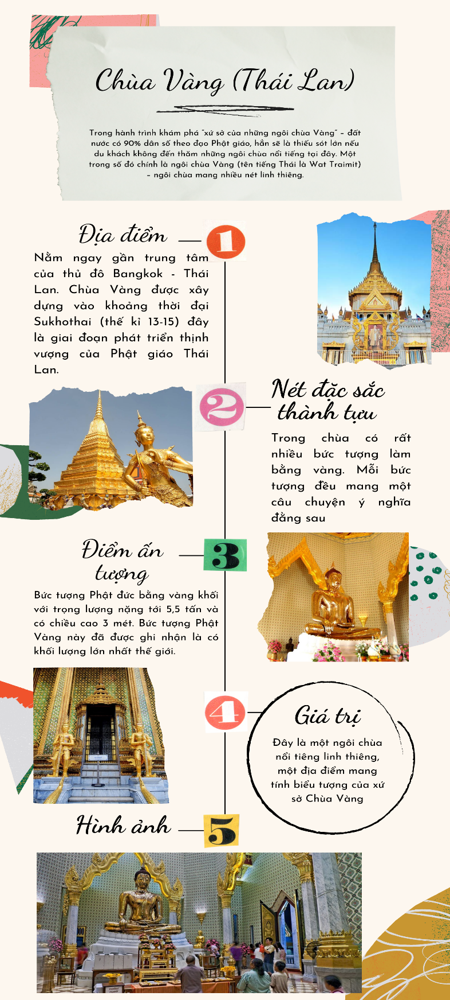 Chùa Vàng (Thái Lan)
Trong hành trình khám phá "xứ sở của những ngôi chùa Vàng" – đất
nước có 90% dân số theo đạo Phật giáo, hẳn sẽ là thiếu sót lớn nếu
du khách không đến thăm những ngôi chùa nổi tiếng tại đây. Một
trong số đó chính là ngôi chùa Vàng (tên tiếng Thái là Wat Traimit)
– ngôi chùa mang nhiều nét linh thiêng.
Địa điểm
1
Nằm ngay gần trung tâm
của thủ đô Bangkok - Thái
Lan. Chùa Vàng được xây
dựng vào khoảng thời đại
Sukhothai (thế kỉ 13-15) đây
là giai đoạn phát triển thịnh
vượng của Phật giáo Thái
Lan.
2
Nét đặc sắc
thành tựu
Trong chùa có rất
nhiều bức tượng làm
bằng vàng. Mỗi bức
tượng đều mang một
câu chuyện ý nghĩa
đằng sau
Điểm ấn
tượng
3
Bức tượng Phật đức bằng vàng khối
với trọng lượng nặng tới 5,5 tấn và
có chiều cao 3 mét. Bức tượng Phật
Vàng này đã được ghi nhận là có
khối lượng lớn nhất thế giới.
4
Giá trị
Đây là một ngôi chùa
nổi tiêng linh thiêng,
một địa điểm mang
tính biểu tượng của xứ
sở Chùa Vàng
Hình ảnh
5